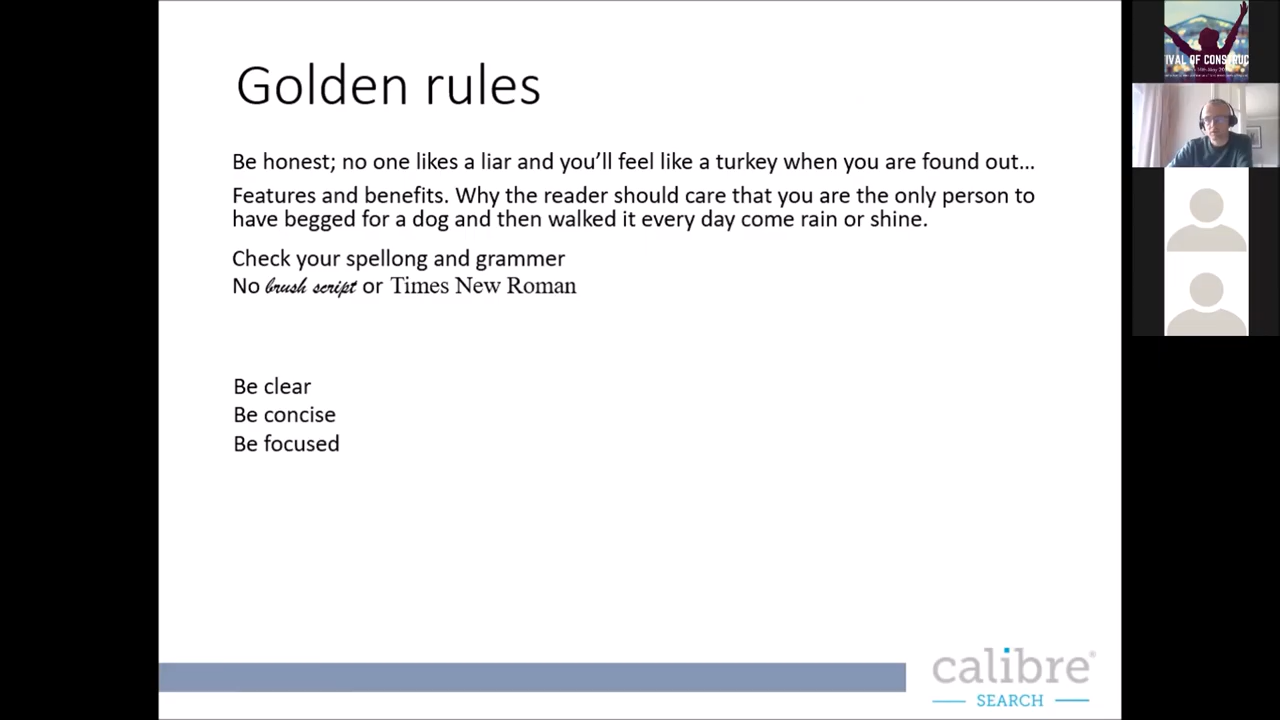 Golden rules
Be honest; no one likes a liar and you'll feel like a turkey when you are found out...
Features and benefits. Why the reader should care that you are the only person to
have begged for a dog and then walked it every day come rain or shine.
Check your spellong and grammer
No brush script or Times New Roman
Be clear
Be concise
Be focused
calibre®
SEARCH
IVAL OF CONSTRUC